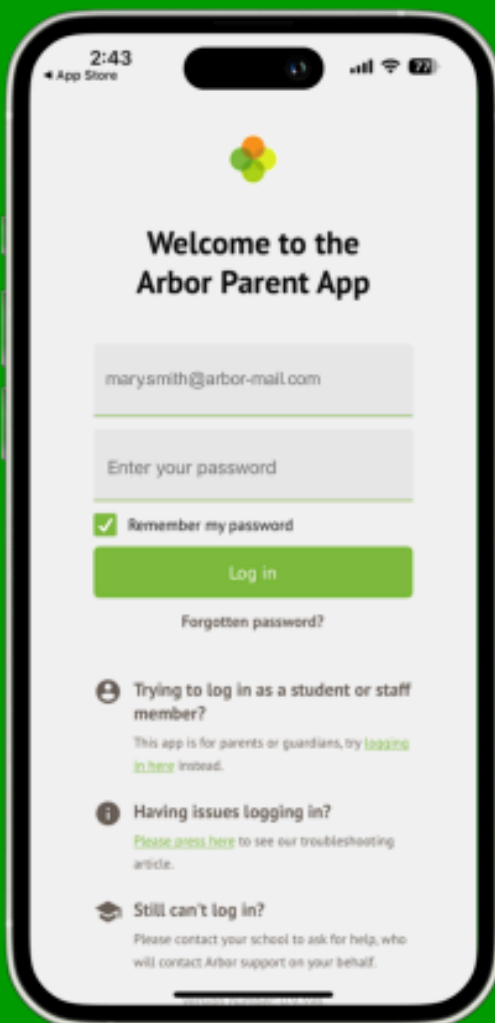 2:43
◀ App Store
77
Welcome to the
Arbor Parent App
mary.smith@arbor-mail.com
Enter your password
Remember my password
Log in
Forgotten password?
Trying to log in as a student or staff
member?
This app is for parents or guardians, try logging
in here instead.
Having issues logging in?
Please press here to see our troubleshooting
article.
Still can't log in?
Please contact your school to ask for help, who
will contact Arbor support on your behalf.